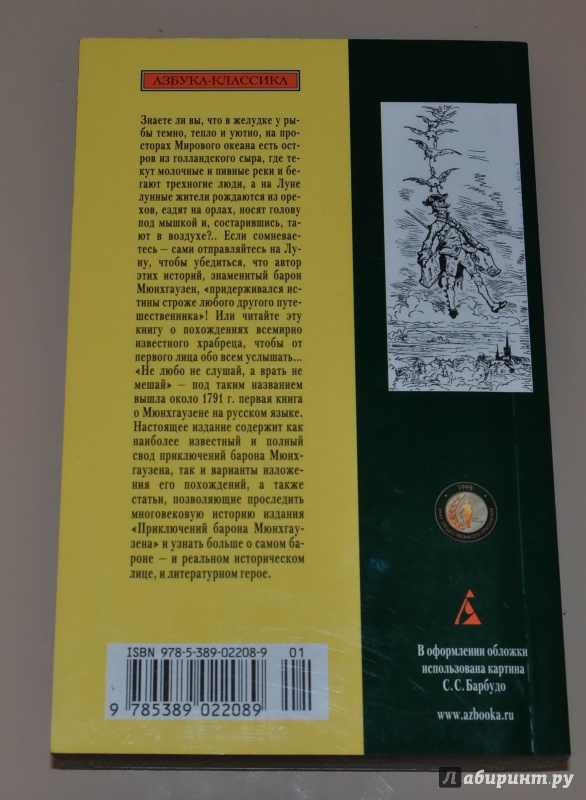 АЗБУКА-КЛАССИКА
Знаете ли вы, что в желудке у ры-
бы темно, тепло и уютно, на про-
сторах Мирового океана есть ост-
ров из голландского сыра, где те-
кут молочные и пивные реки и бе-
гают трехногие люди, а на Луне
лунные жители рождаются из оре-
хов, ездят на орлах, носят голову
под мышкой и, состарившись, та-
ют в воздухе?.. Если сомневае-
тесь – сами отправляйтесь на Лу-
ну, чтобы убедиться, что автор
этих историй, знаменитый барон
Мюнхгаузен, «придерживался ис-
тины строже любого другого путе-
шественника»! Или читайте эту
книгу о похождениях всемирно
известного храбреца, чтобы от
первого лица обо всем услышать...
«Не любо не слушай, а врать не
мешай» – под таким названием
вышла около 1791 г. первая книга
о Мюнхгаузене на русском языке.
Настоящее издание содержит как
наиболее известный и полный
свод приключений барона Мюнх-
гаузена, так и варианты изложе-
ния его похождений, а также
статьи, позволяющие проследить
многовековую историю издания
«Приключений барона Мюнхгау-
зена» и узнать больше о самом ба-
роне – и реальном историческом
лице, и литературном герое.
ISBN 978-5-389-02208-9 01
9 785389 022089
1998
В оформлении обложки
использована картина
С. С. Барбудо
www.azbooka.ru
Лабиринт.ру